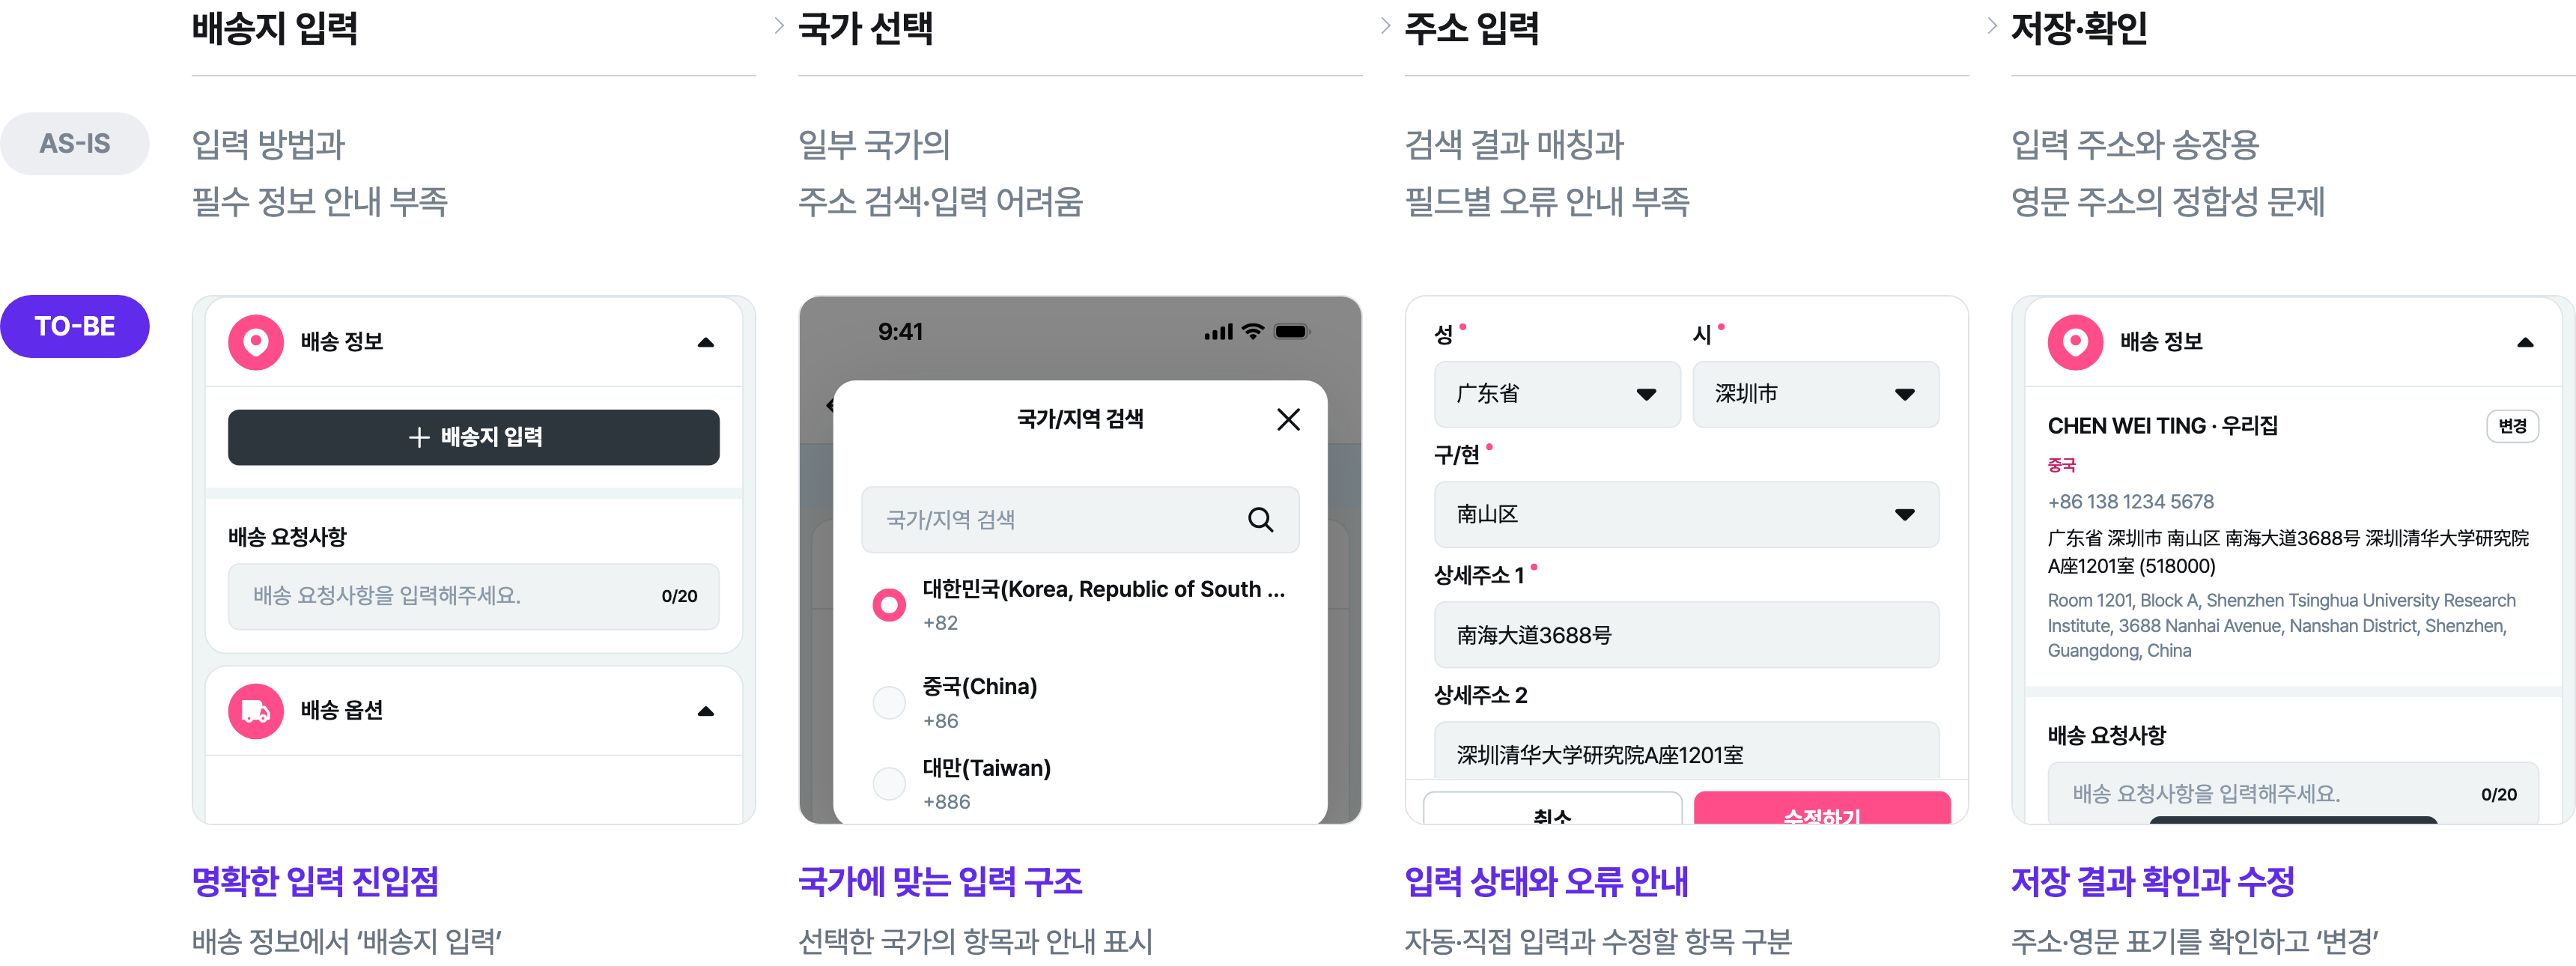 배송지 입력
국가 선택
주소 입력
저장·확인
AS-IS
입력 방법과
필수 정보 안내 부족
일부 국가의
주소 검색·입력 어려움
검색 결과 매칭과
필드별 오류 안내 부족
입력 주소와 송장용
영문 주소의 정합성 문제
TO-BE
배송 정보
+ 배송지 입력
배송 요청사항
배송 요청사항을 입력해주세요.
0/20
배송 옵션
9:41
국가/지역 검색
국가/지역 검색
대한민국(Korea, Republic of South ...
+82
중국(China)
+86
대만(Taiwan)
+886
성
시
广东省
深圳市
구/현
南山区
상세주소 1
南海大道3688号
상세주소 2
深圳清华大学研究院A座1201室
취소
수정하기
배송 정보
CHEN WEI TING · 우리집
변경
중국
+86 138 1234 5678
广东省 深圳市 南山区 南海大道3688号 深圳清华大学研究院
A座1201室 (518000)
Room 1201, Block A, Shenzhen Tsinghua University Research
Institute, 3688 Nanhai Avenue, Nanshan District, Shenzhen,
Guangdong, China
배송 요청사항
배송 요청사항을 입력해주세요.
0/20
명확한 입력 진입점
배송 정보에서 ‘배송지 입력’
국가에 맞는 입력 구조
선택한 국가의 항목과 안내 표시
입력 상태와 오류 안내
자동·직접 입력과 수정할 항목 구분
저장 결과 확인과 수정
주소·영문 표기를 확인하고 ‘변경’